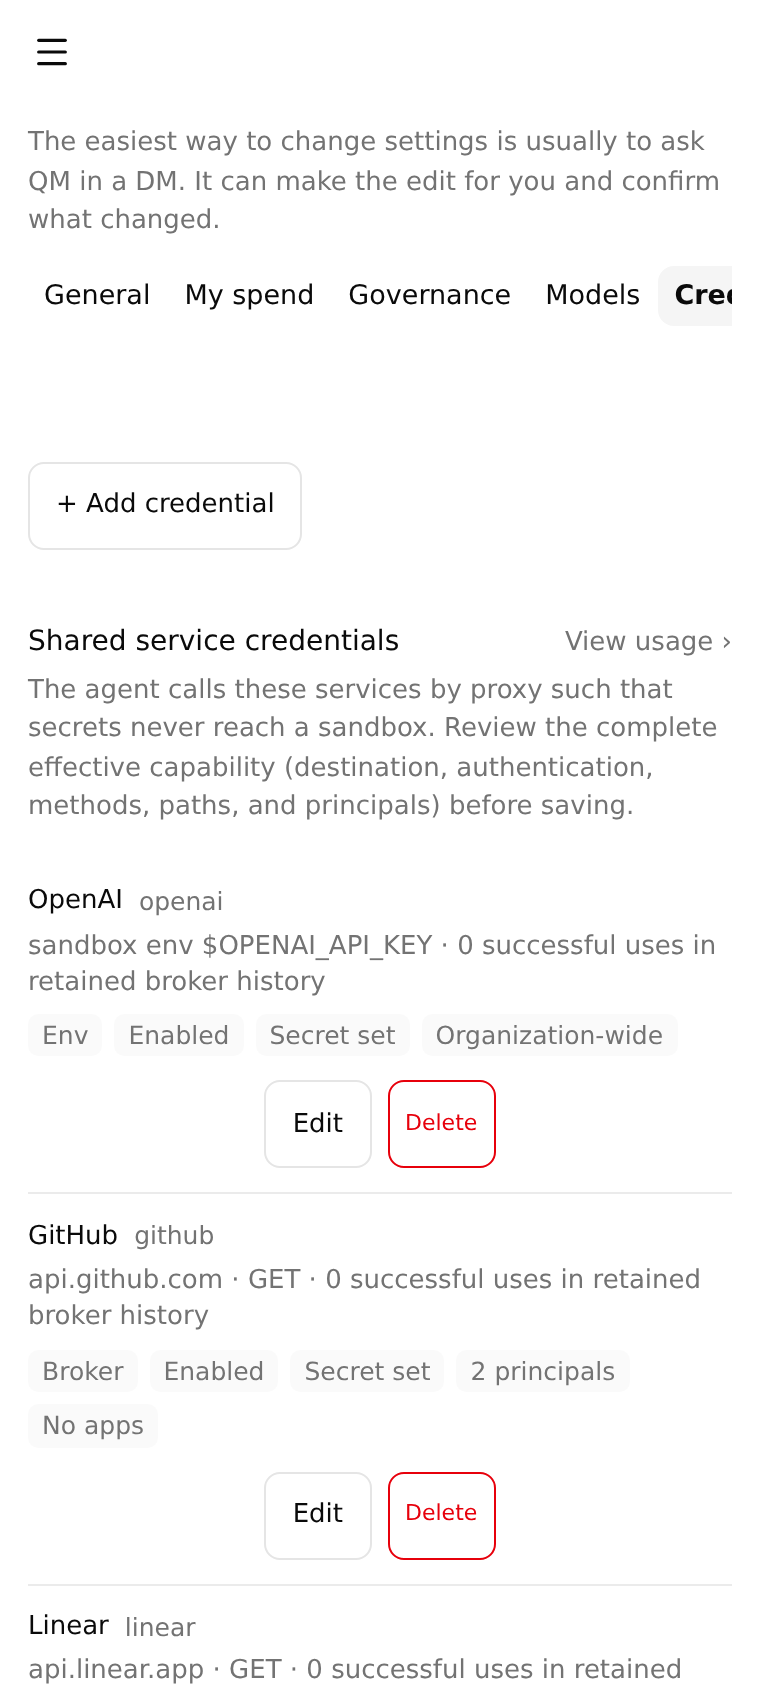 The easiest way to change settings is usually to ask
QM in a DM. It can make the edit for you and confirm
what changed.
General My spend Governance Models
+ Add credential
Shared service credentials View usage ›
The agent calls these services by proxy such that
secrets never reach a sandbox. Review the complete
effective capability (destination, authentication,
methods, paths, and principals) before saving.
OpenAI openai
sandbox env $OPENAI_API_KEY · 0 successful uses in
retained broker history
Env Enabled Secret set Organization-wide
Edit Delete
GitHub github
api.github.com · GET · 0 successful uses in retained
broker history
Broker Enabled Secret set 2 principals
No apps
Edit Delete
Linear linear
api.linear.app · GET · 0 successful uses in retained